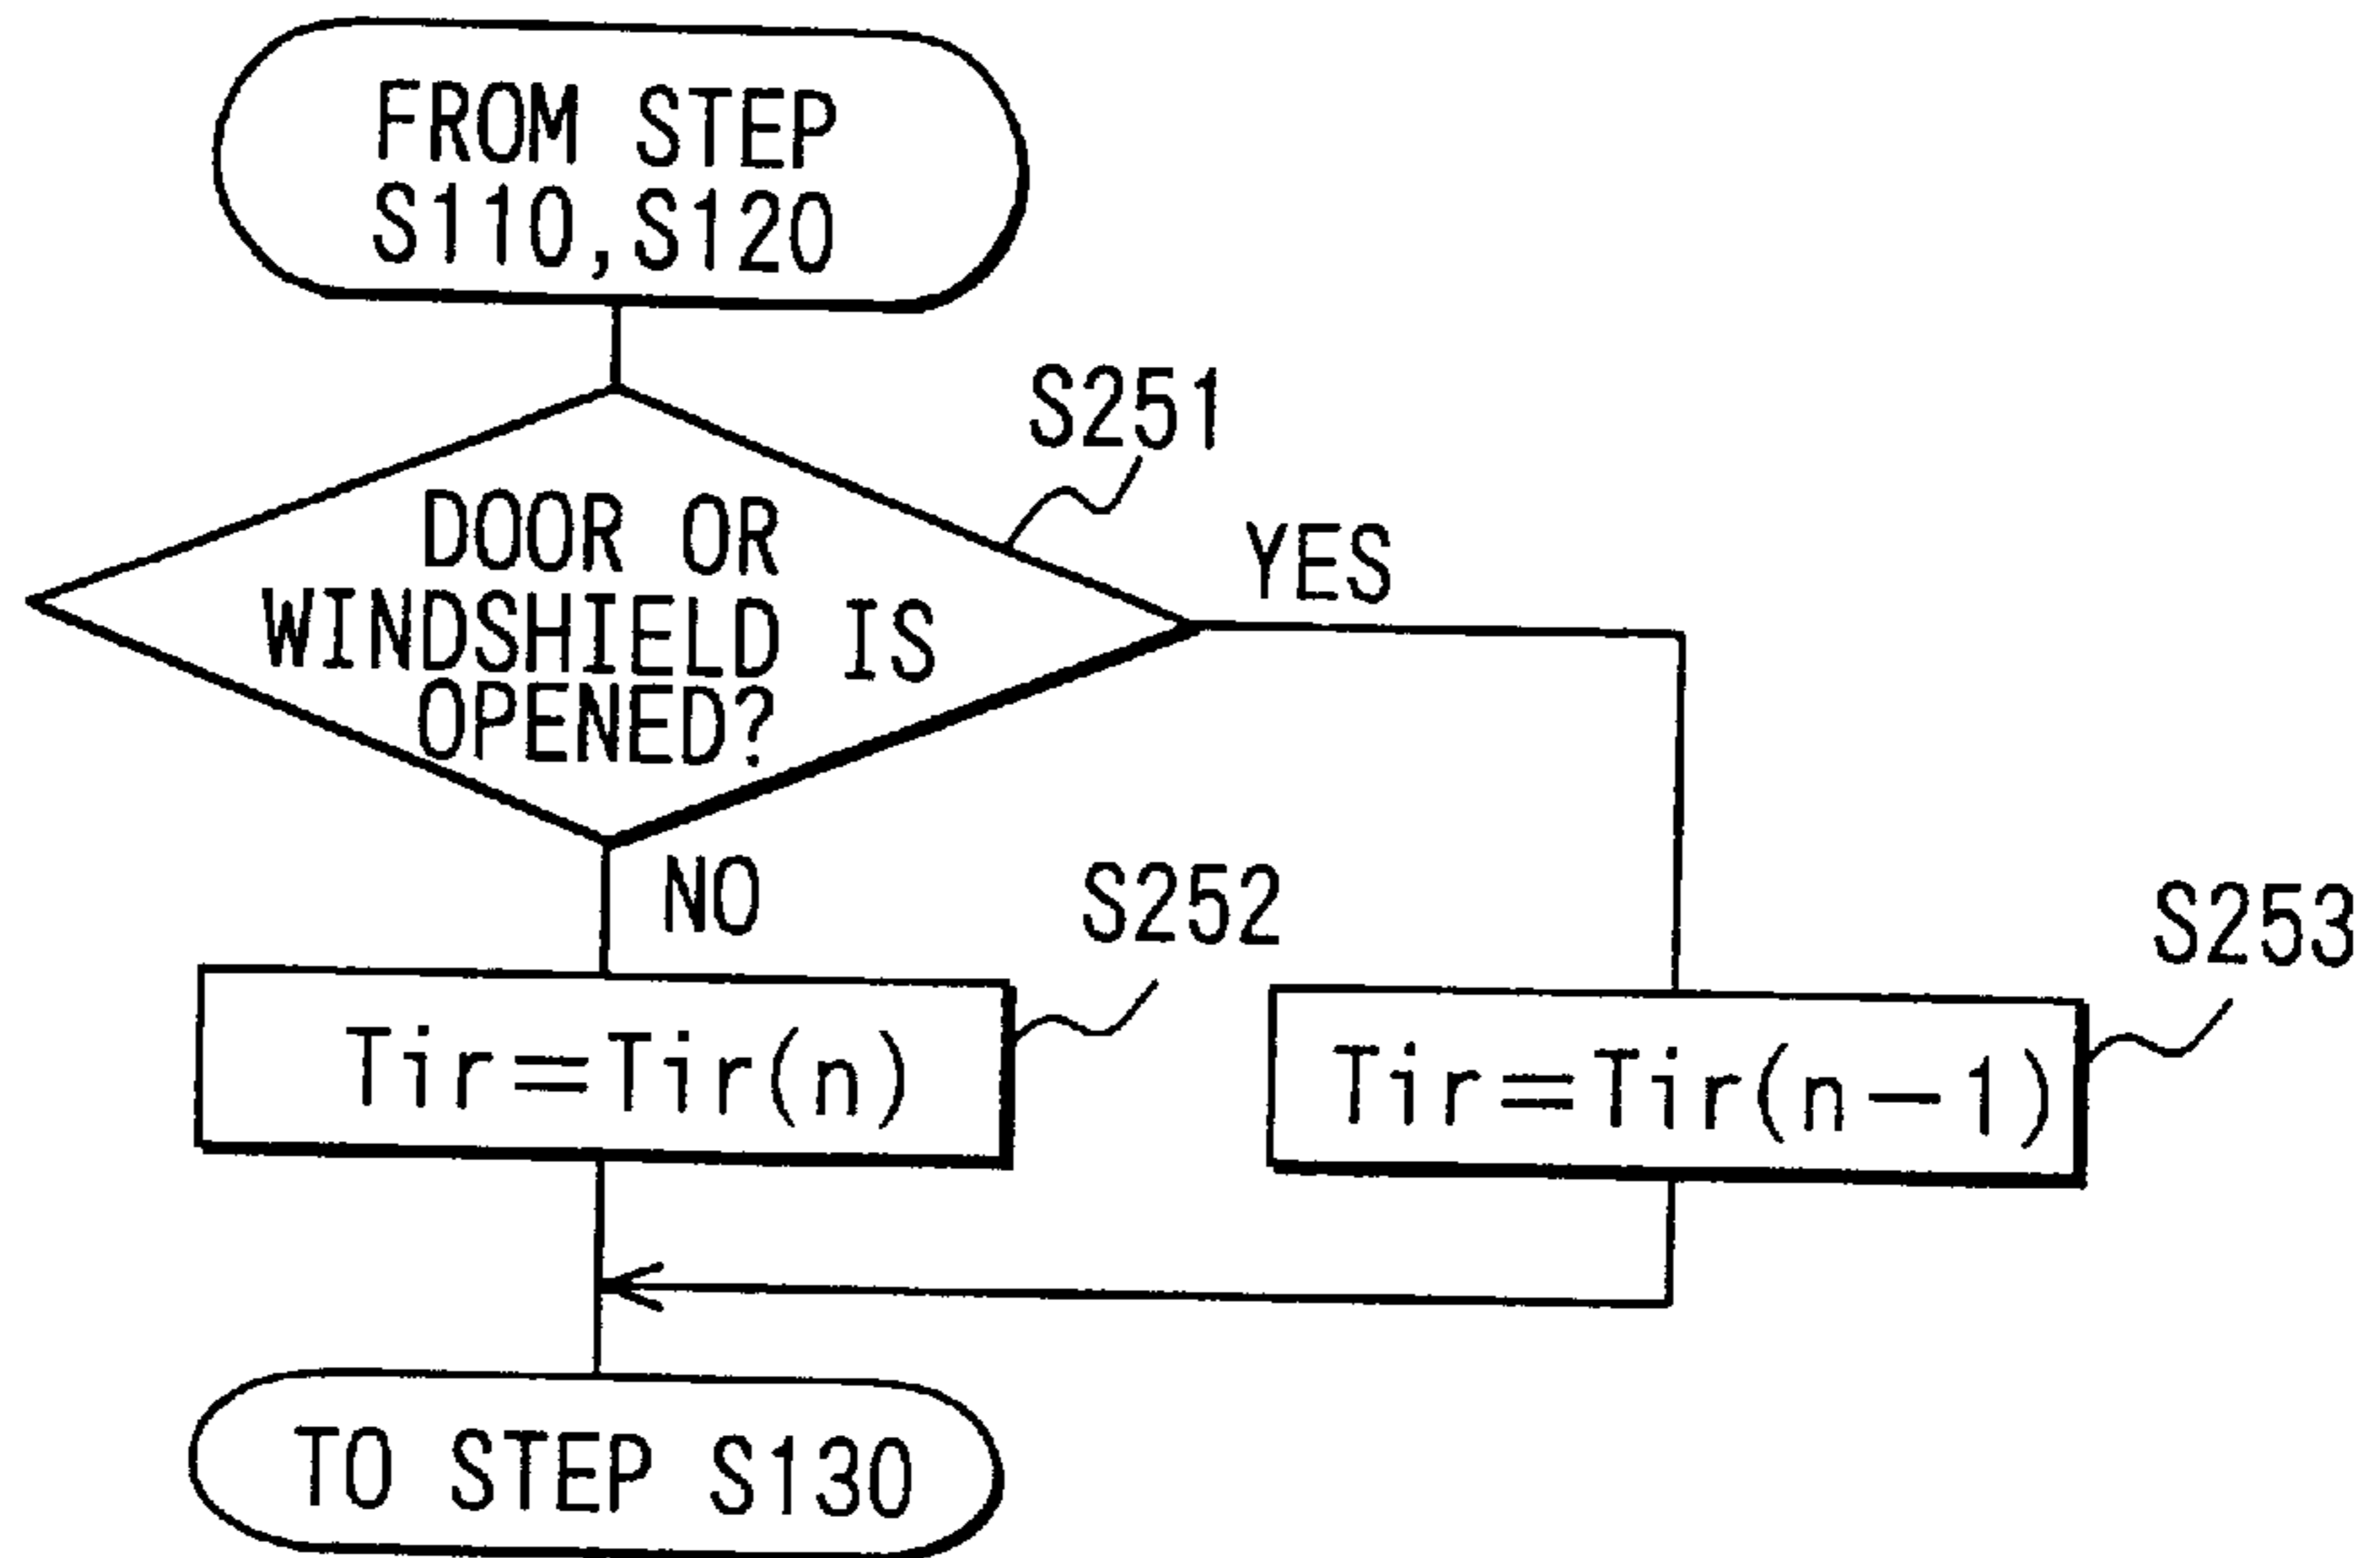 FROM STEP
S110,S120
S251
DOOR OR
WINDSHIELD IS
OPENED?
YES
NO
S252
S253
Tir=Tir(n)
Tir=Tir(n-1)
TO STEP S130